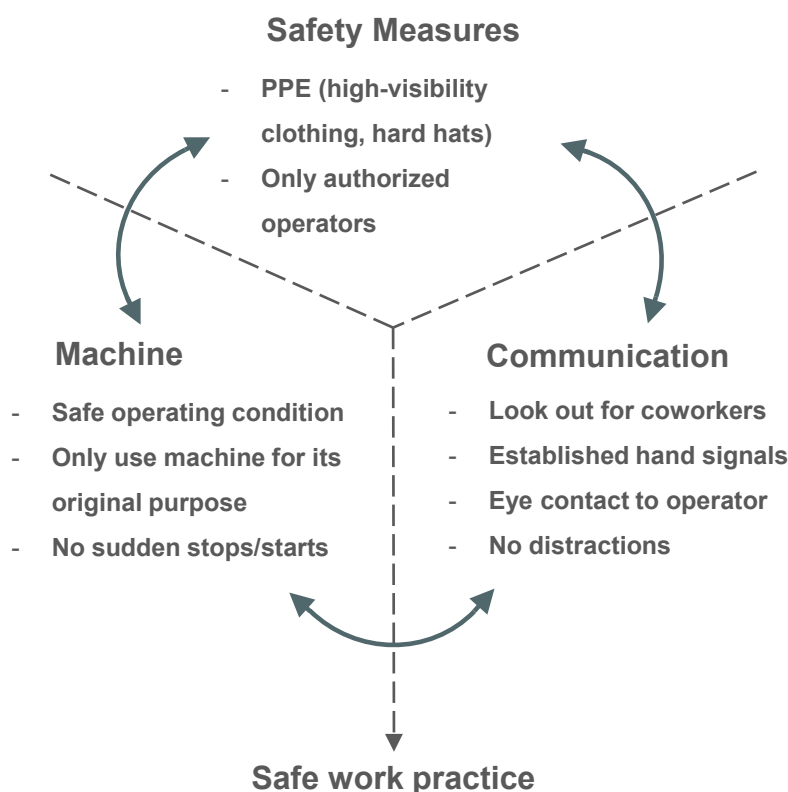 Safety Measures
- PPE (high-visibility
clothing, hard hats)
- Only authorized
operators
Machine
- Safe operating condition
- Only use machine for its
original purpose
- No sudden stops/starts
Communication
- Look out for coworkers
- Established hand signals
- Eye contact to operator
- No distractions
Safe work practice